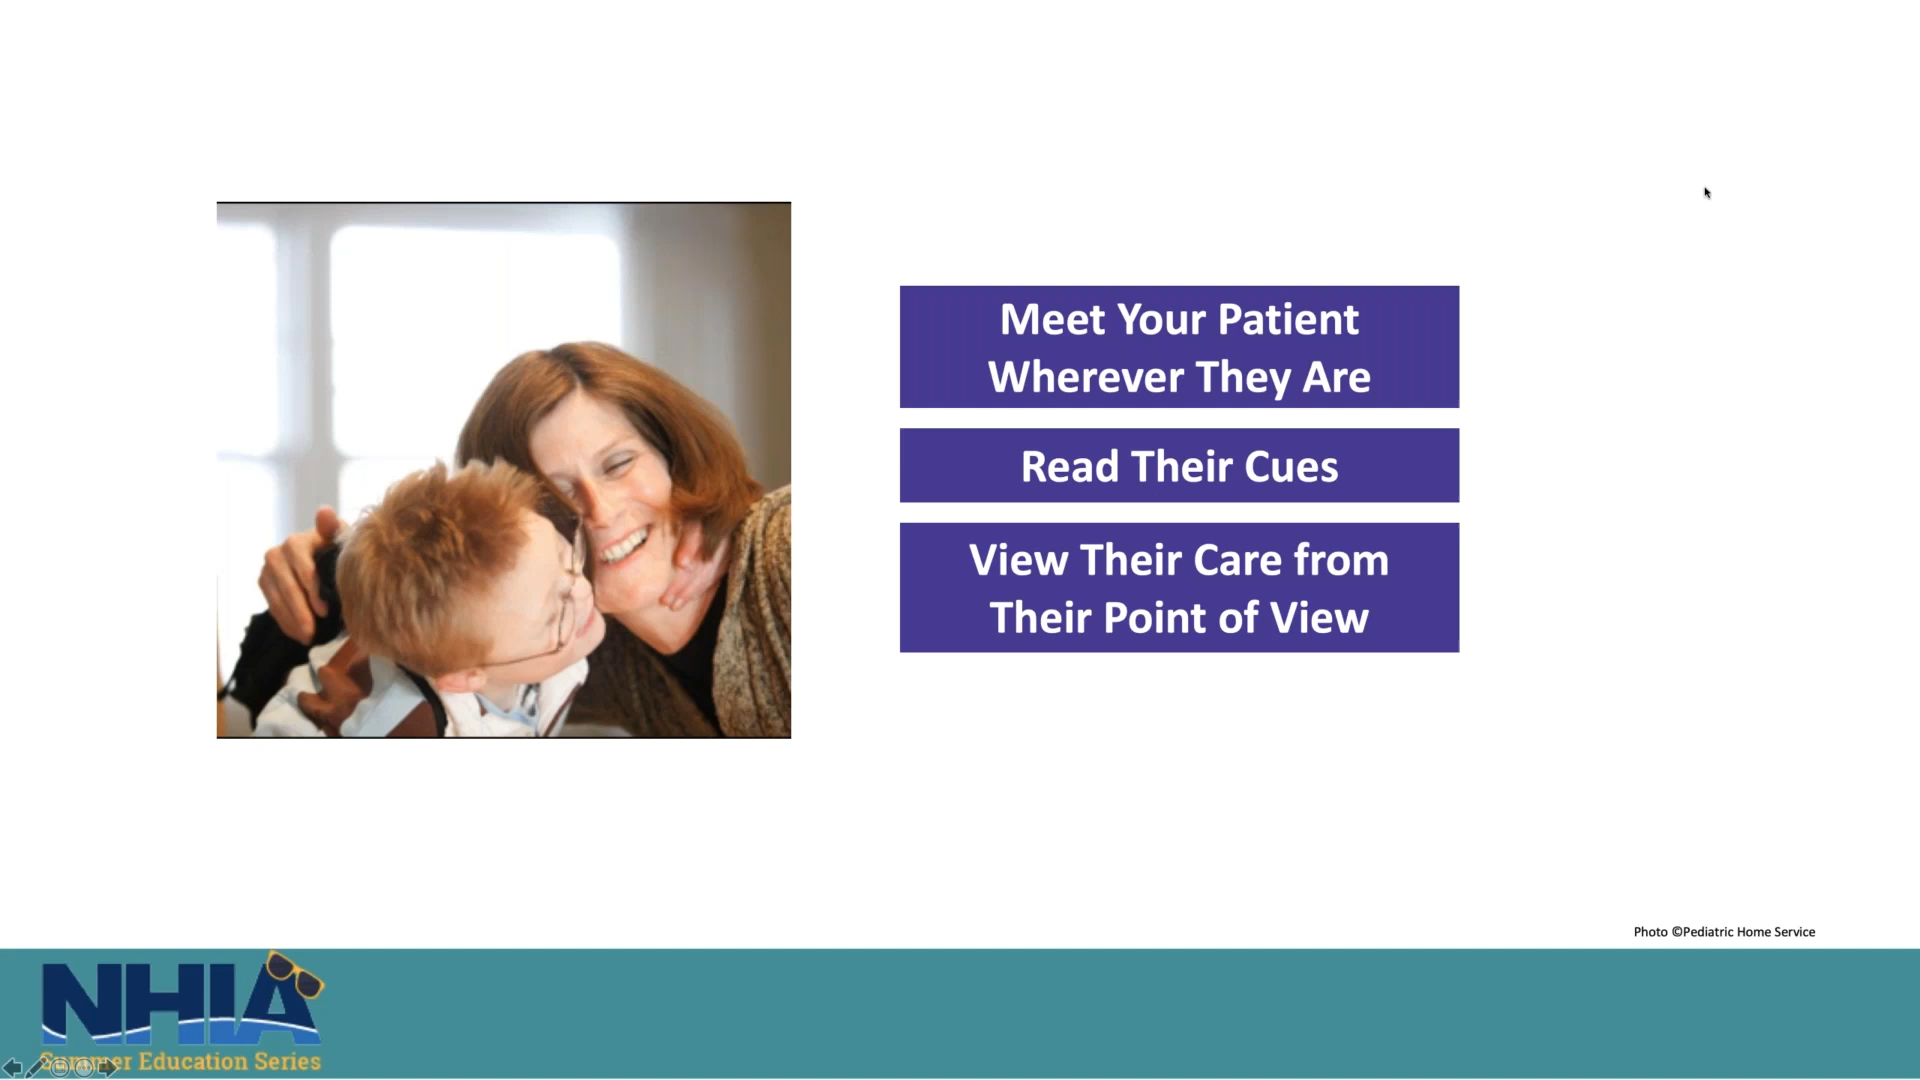 Meet Your Patient
Wherever They Are
Read Their Cues
View Their Care from
Their Point of View
Photo ©Pediatric Home Service
NHIA
Summer Education Series